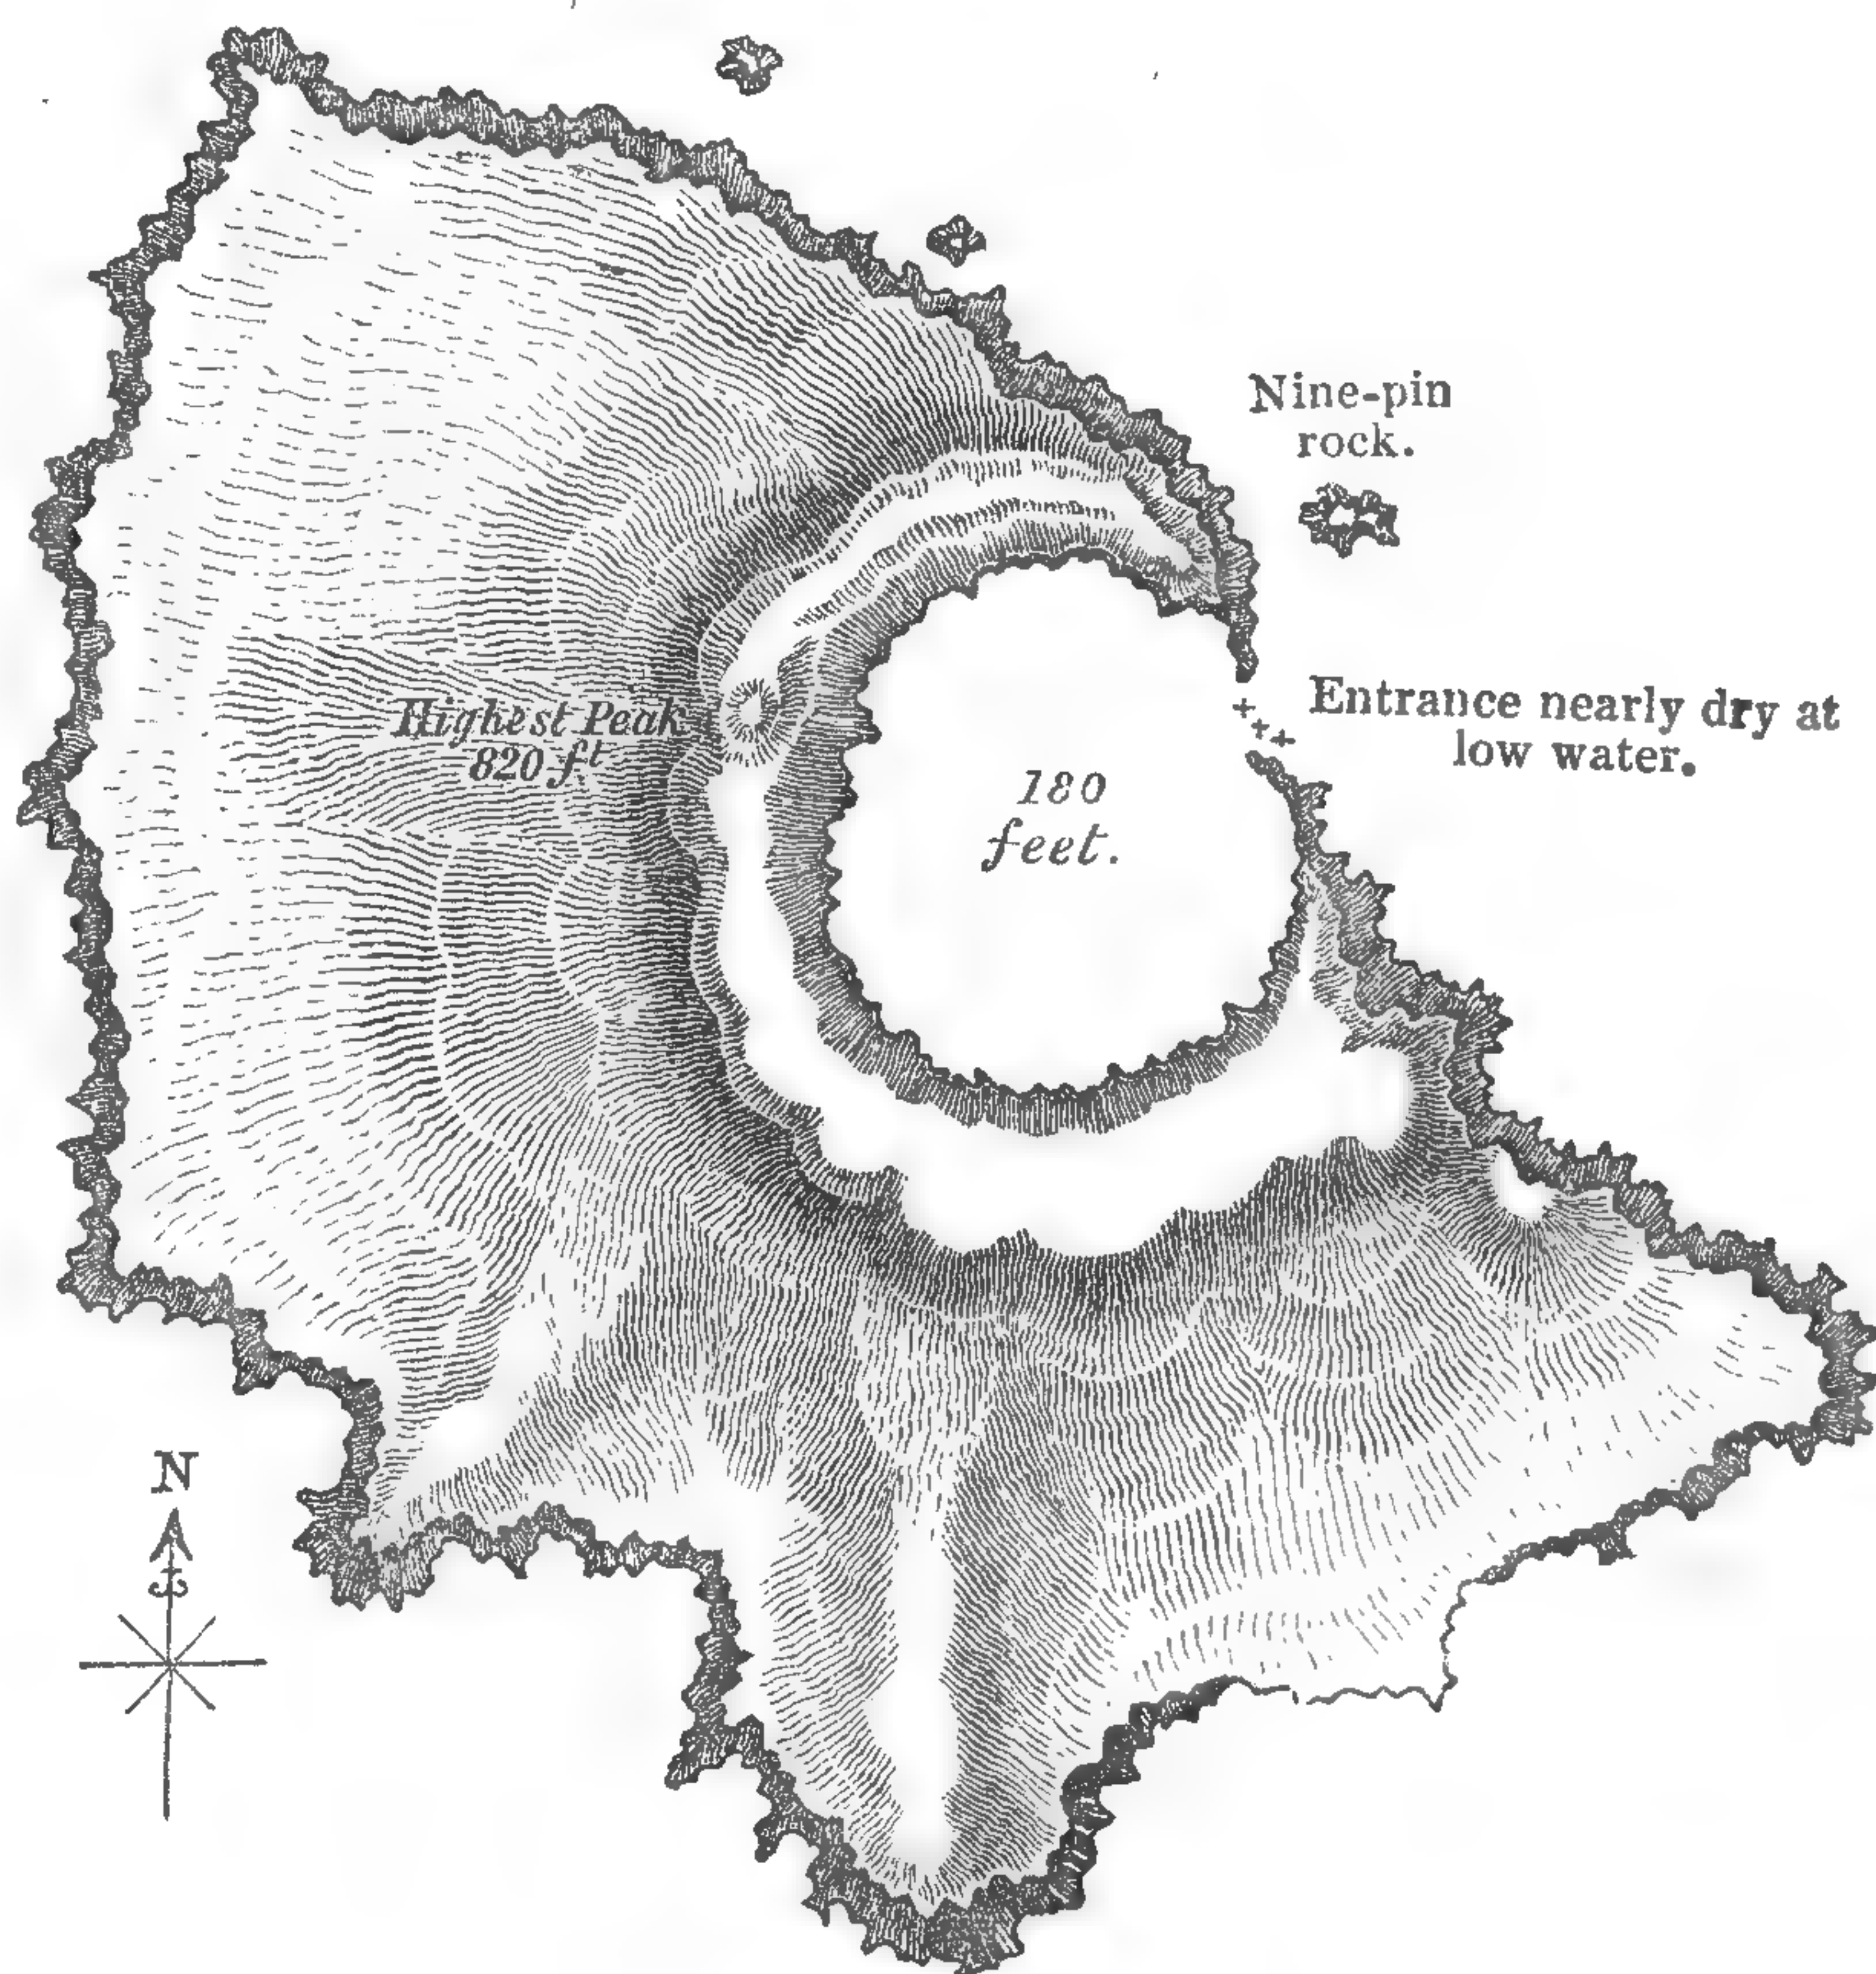 Nine-pin
rock.
Entrance nearly dry at
low water.
Highest Peak
820 ft
180
feet.
N